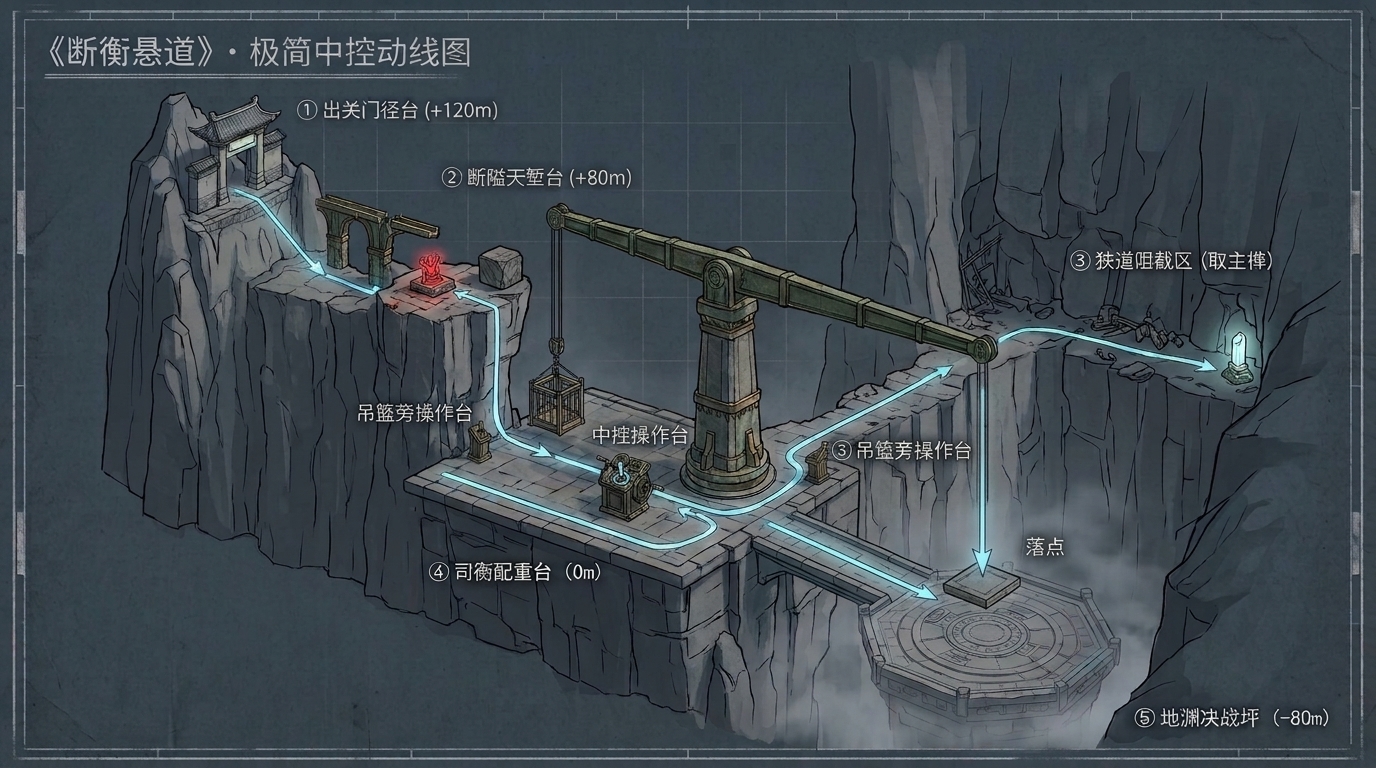 《断衡悬道》· 极简中控动线图
① 出关门径台 (+120m)
② 断隘天堑台 (+80m)
③ 狭道阻截区 (取主榫)
吊篮旁操作台
中控操作台
③ 吊篮旁操作台
落点
④ 司衡配重台 (0m)
⑤ 地渊决战坪 (-80m)